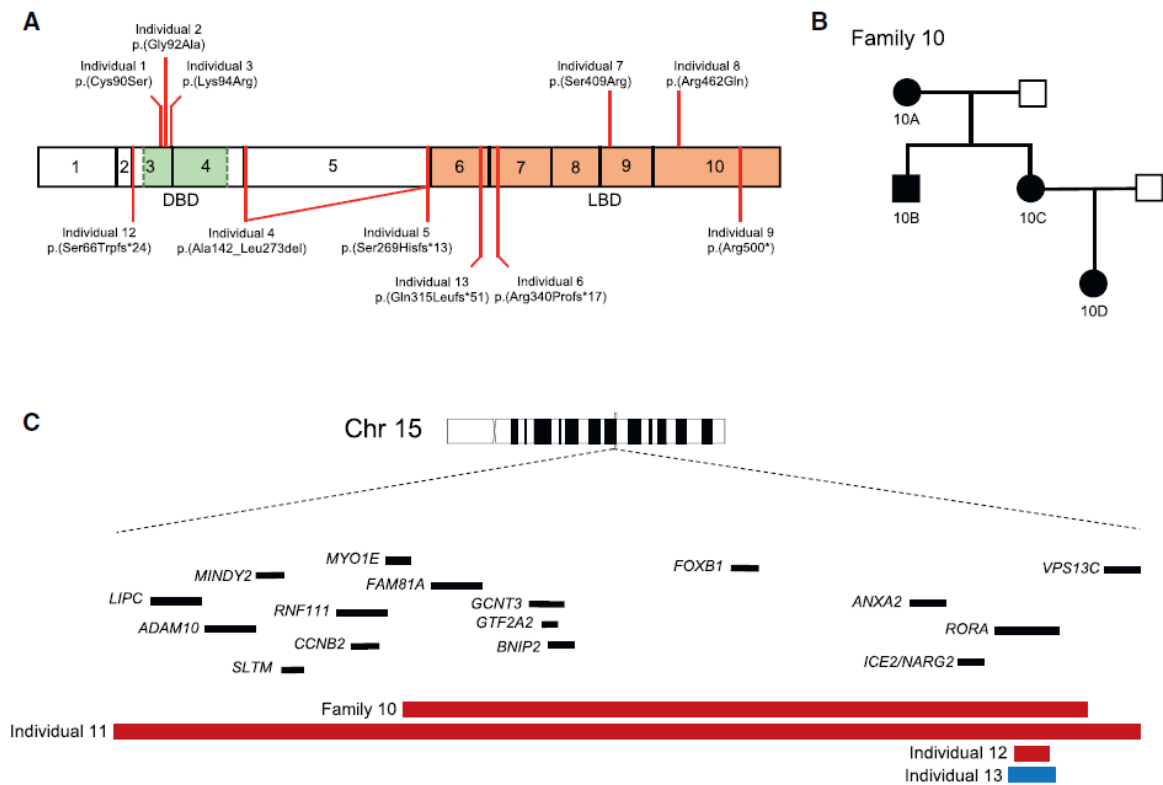 A
Individual 2
p.(Gly92Ala)
Individual 1
p.(Cys90Ser)
Individual 3
p.(Lys94Arg)
Individual 7
p.(Ser409Arg)
Individual 8
p.(Arg462Gln)
1 2 3 4 5 6 7 8 9 10
DBD
LBD
Individual 12
p.(Ser66Trpfs*24)
Individual 4
p.(Ala142_Leu273del)
Individual 5
p.(Ser269Hisfs*13)
Individual 9
p.(Arg500*)
Individual 13
p.(Gln315Leufs*51)
Individual 6
p.(Arg340Profs*17)
B
Family 10
10A
10B
10C
10D
C
Chr 15
MYO1E
FOXB1
VPS13C
MINDY2
FAM81A
LIPC
GCNT3
ANXA2
RNF111
ADAM10
GTF2A2
RORA
CCNB2
BNIP2
SLTM
ICE2/NARG2
Family 10
Individual 11
Individual 12
Individual 13